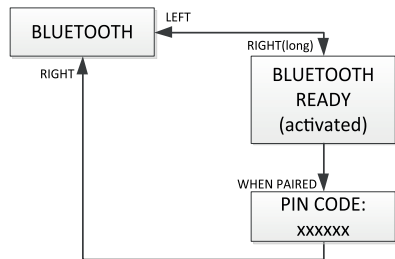 BLUETOOTH
LEFT
RIGHT(long)
RIGHT
BLUETOOTH
READY
(activated)
WHEN PAIRED
PIN CODE:
xxxxxx